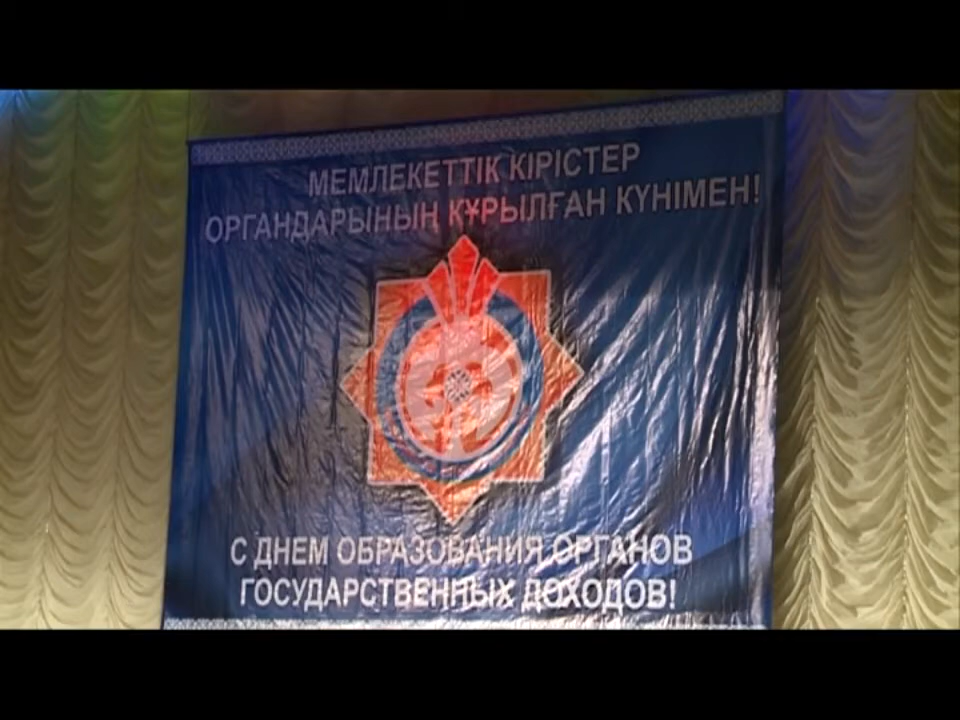 МЕМЛЕКЕТТІК КІРІСТЕР
ОРГАНДАРЫНЫҢ ҚҰРЫЛҒАН КҮНІМЕН!
С ДНЕМ ОБРАЗОВАНИЯ ОРГАНОВ
ГОСУДАРСТВЕННЫХ ДОХОДОВ!